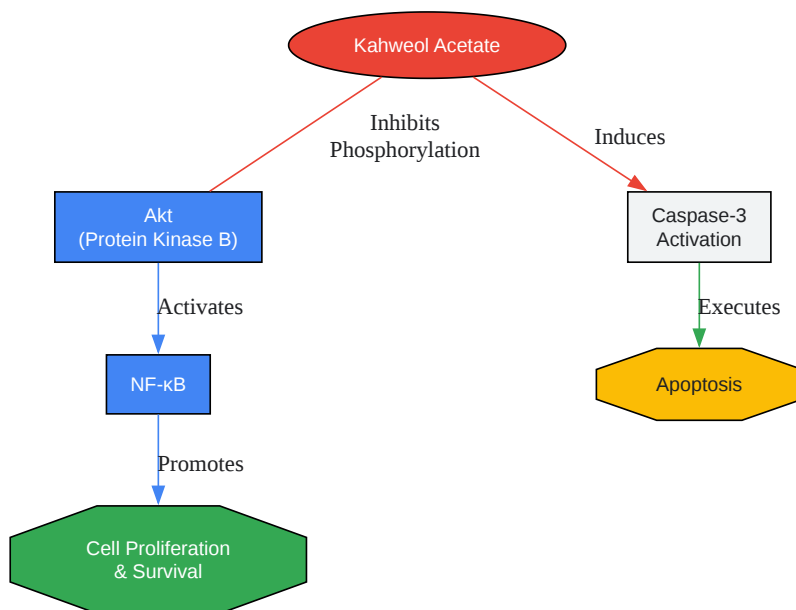 Kahweol Acetate
Inhibits
Phosphorylation
Induces
Akt
(Protein Kinase B)
Caspase-3
Activation
Activates
Executes
NF-κB
Apoptosis
Promotes
Cell Proliferation
& Survival